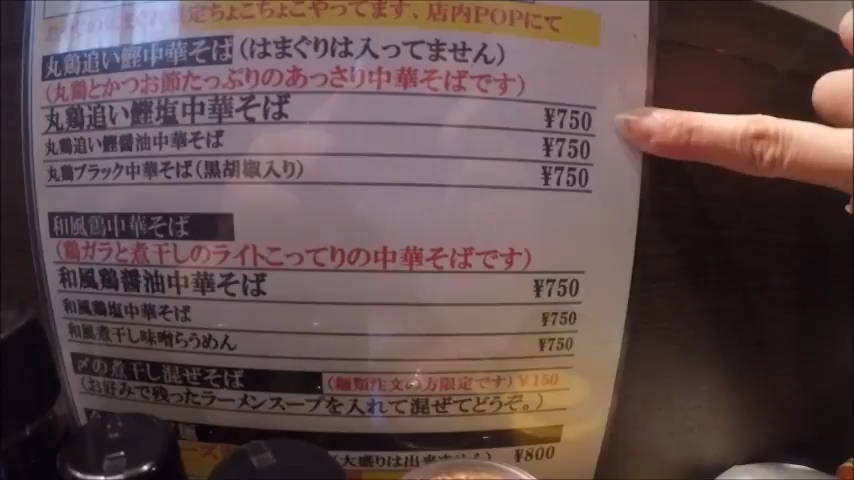 限定ちょこちょこやってます、店内POPにて
丸鶏追い鰹中華そば(はまぐりは入ってません)
(丸鶏とかつお節たっぷりのあっさり中華そばです)
丸鶏追い鰹塩中華そば ¥750
丸鶏追い鰹醤油中華そば ¥750
丸鶏ブラック中華そば(黒胡椒入り) ¥750
和風鶏中華そば
(鶏ガラと煮干しのライトこってりの中華そばです)
和風鶏醤油中華そば ¥750
和風鶏塩中華そば ¥750
和風煮干し味噌らうめん ¥750
〆の煮干し混ぜそば (麺類注文の方限定です)¥150
(お好みで残ったラーメンスープを入れて混ぜてどうぞ。)
(大盛りは出来ません) ¥800